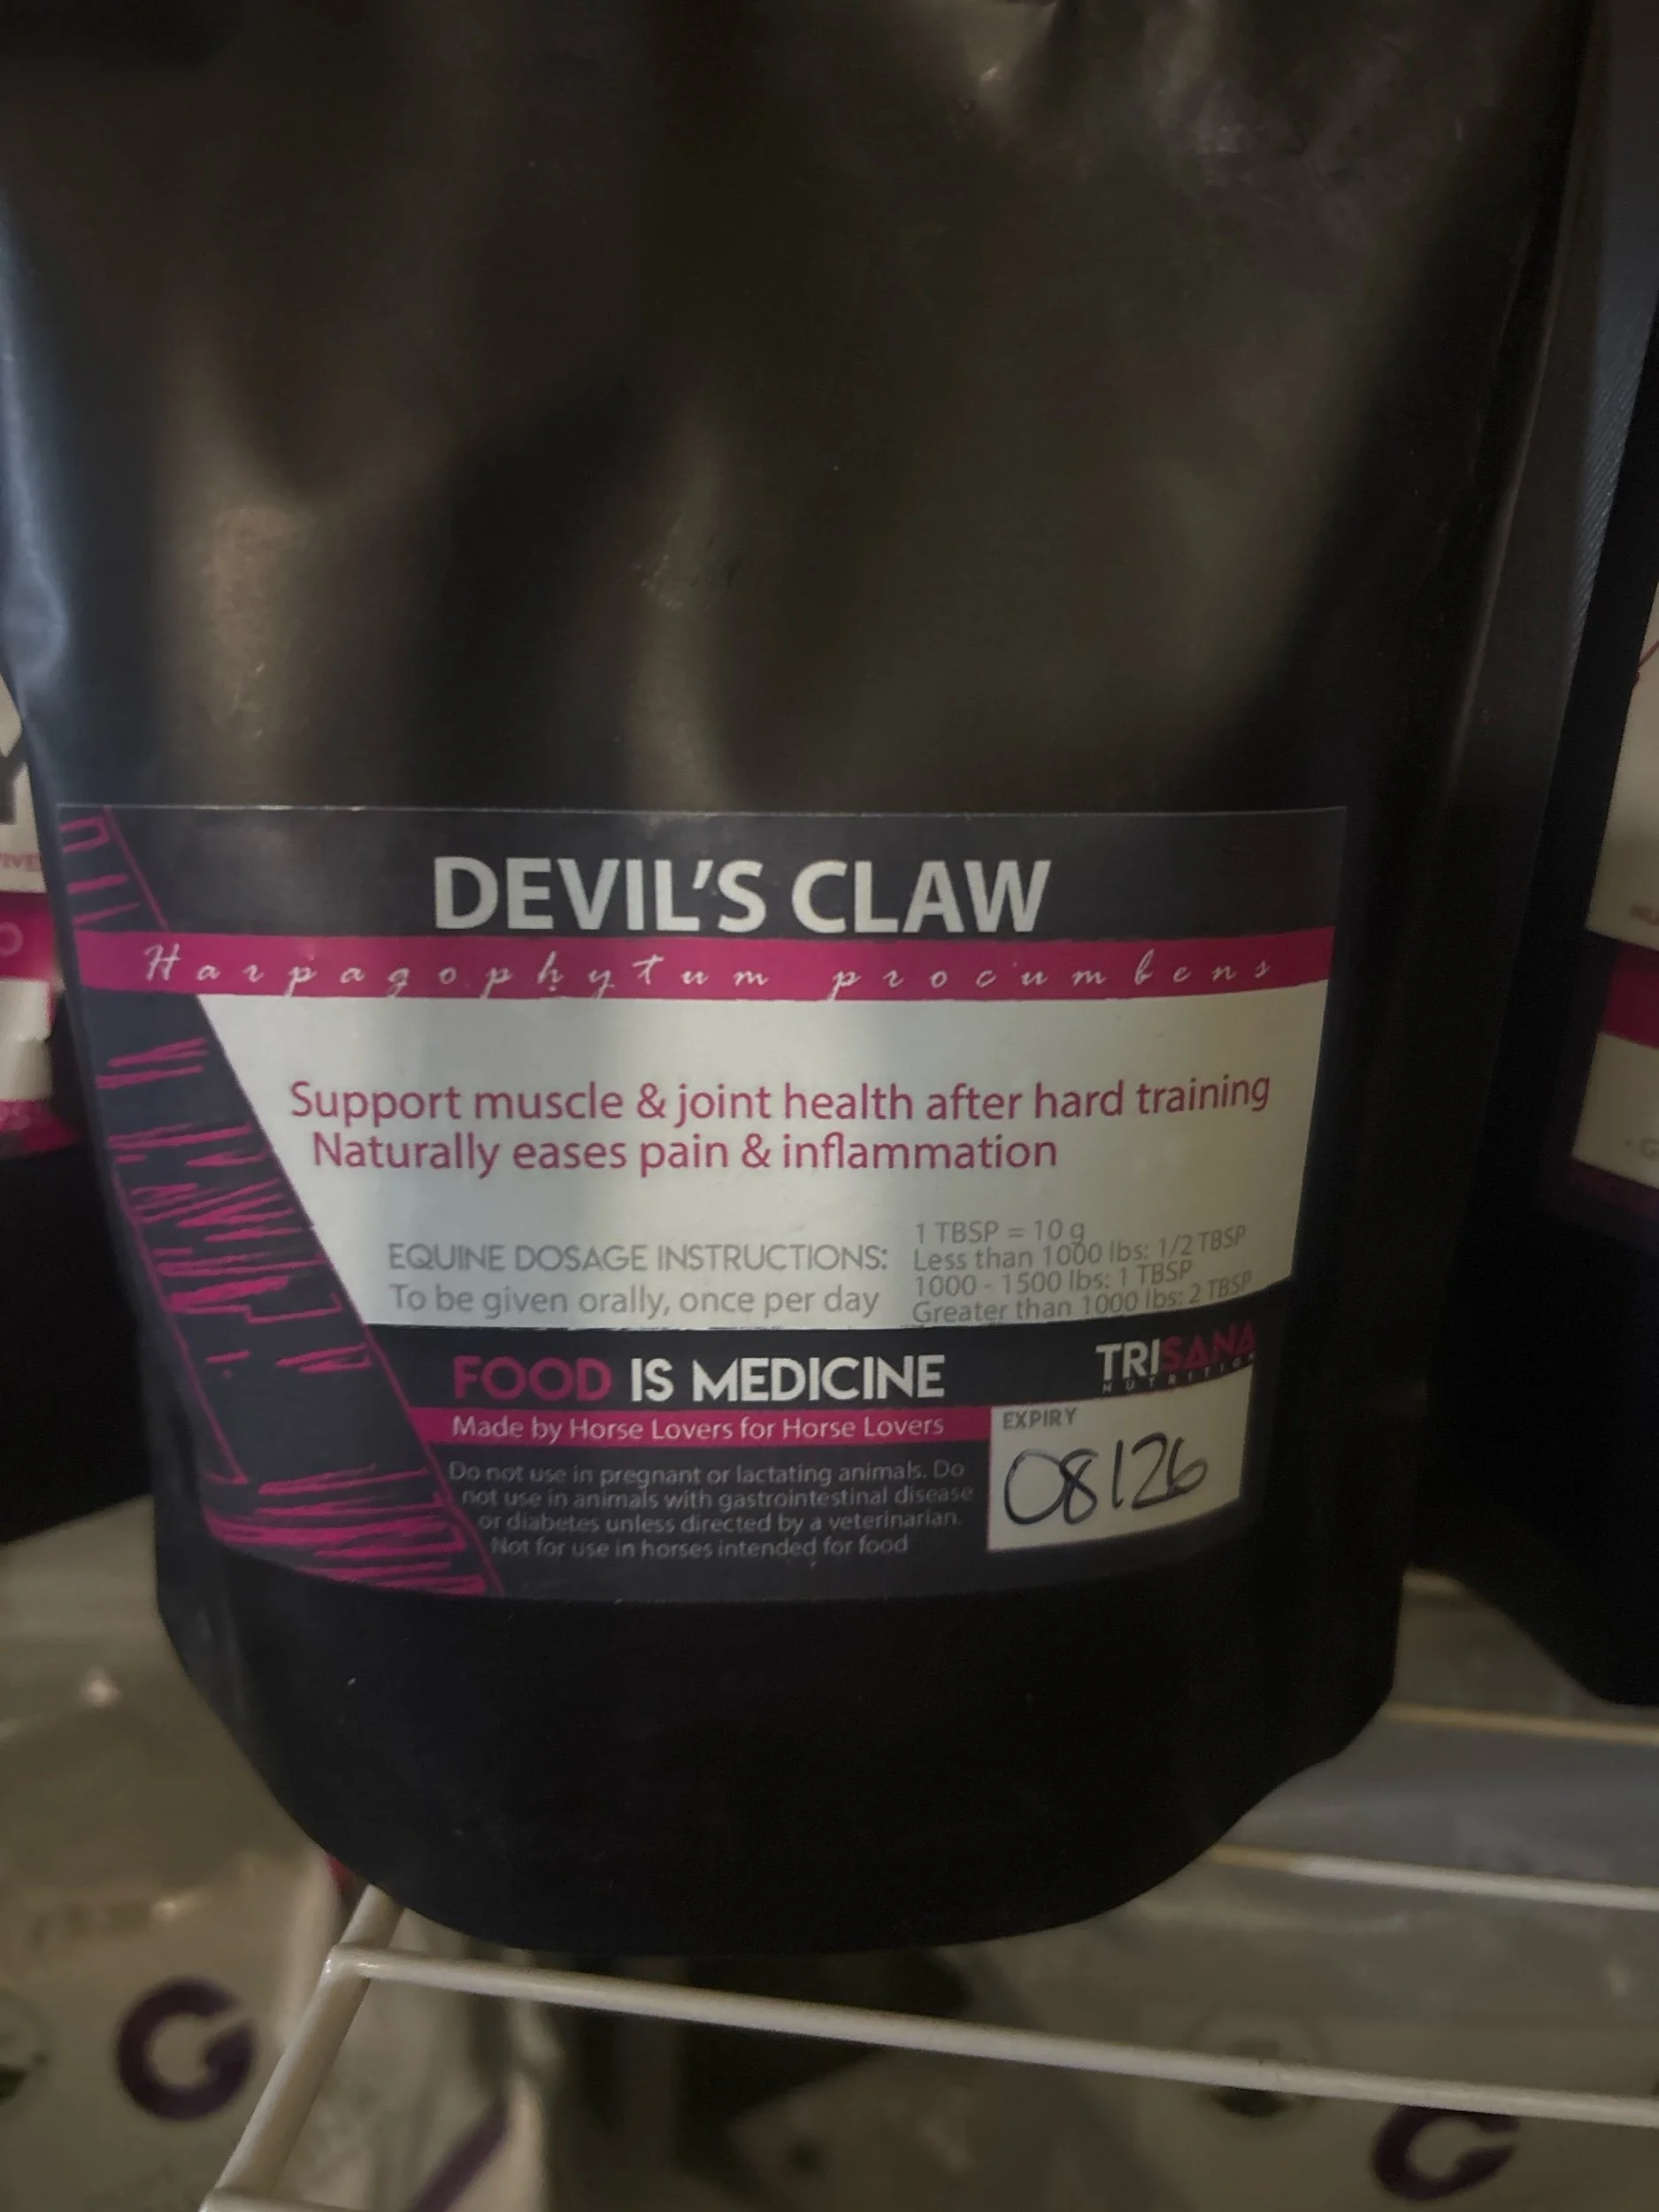 DEVIL'S CLAW
Harpagophytum procumbens
Support muscle & joint health after hard training
Naturally eases pain & inflammation
EQUINE DOSAGE INSTRUCTIONS:
To be given orally, once per day
1 TBSP = 10 g
Less than 1000 lbs: 1/2 TBSP
1000 - 1500 lbs: 1 TBSP
Greater than 1000 lbs: 2 TBSP
FOOD IS MEDICINE
Made by Horse Lovers for Horse Lovers
TRISANA
NUTRITION
EXPIRY
08/26
Do not use in pregnant or lactating animals. Do
not use in animals with gastrointestinal disease
or diabetes unless directed by a veterinarian.
Not for use in horses intended for food